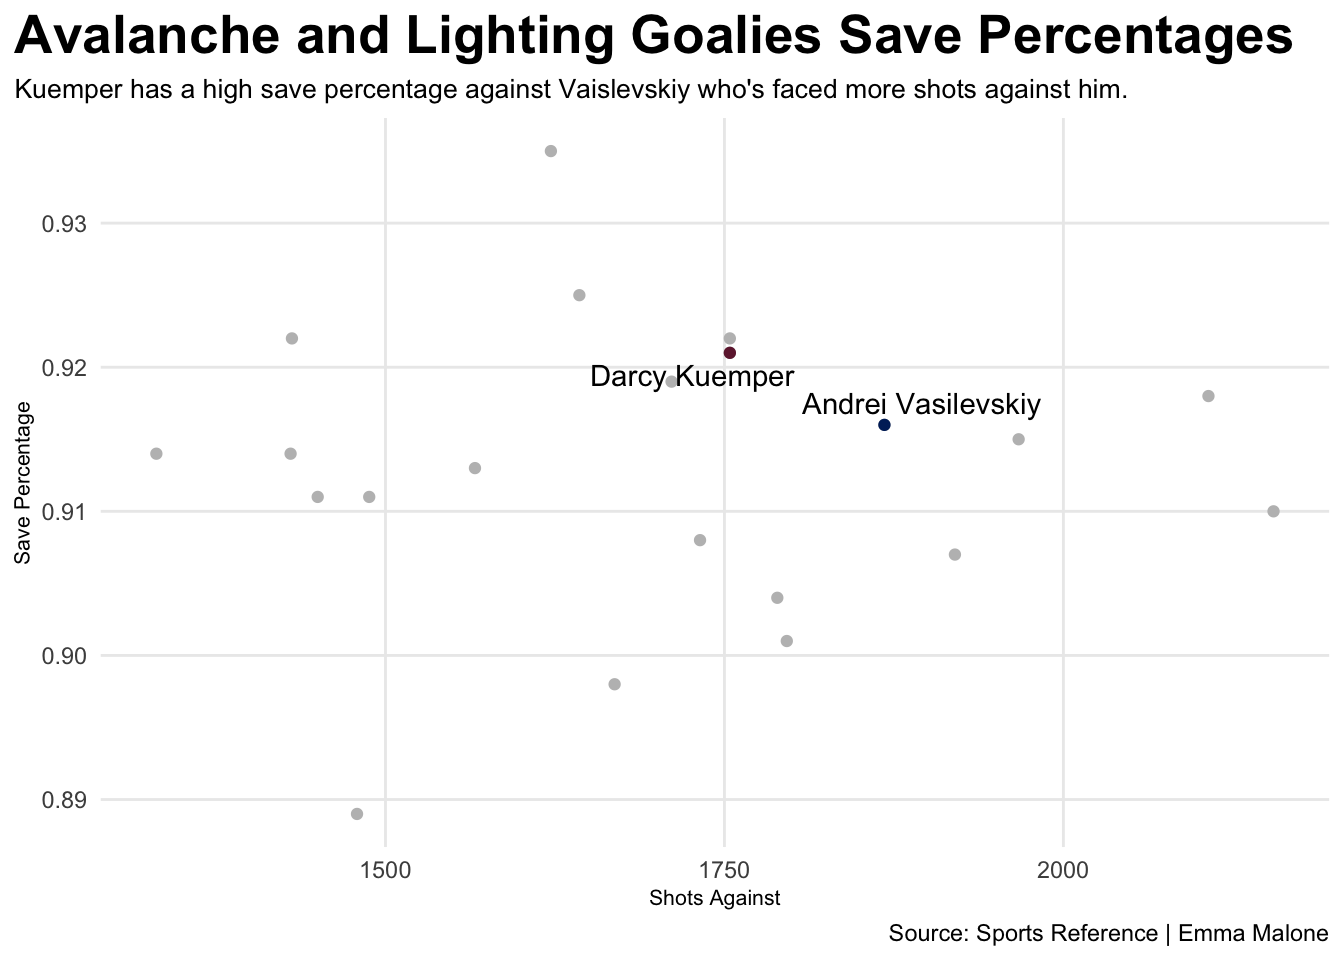 Avalanche and Lighting Goalies Save Percentages
Kuemper has a high save percentage against Vaislevskiy who's faced more shots against him.
0.93
0.92
0.91
0.90
0.89
Save Percentage
Darcy Kuemper
Andrei Vasilevskiy
1500
1750
2000
Shots Against
Source: Sports Reference | Emma Malone